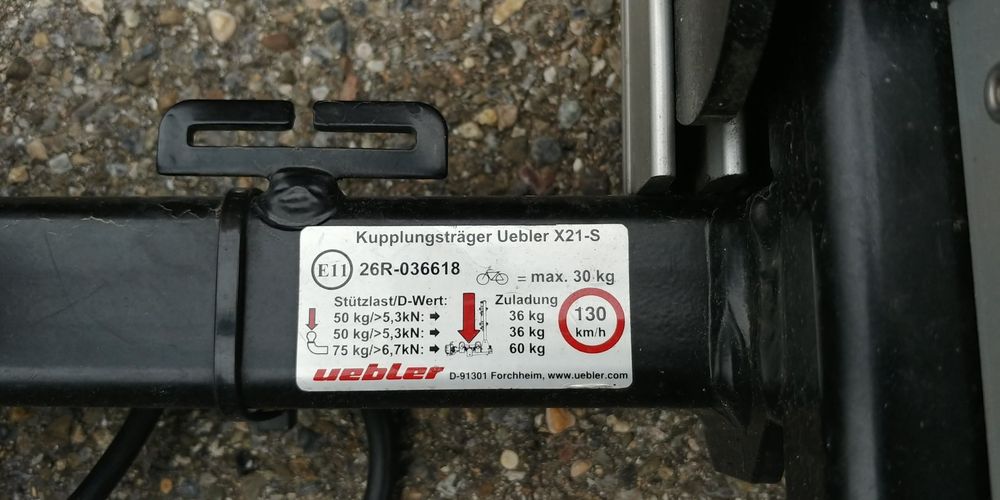 Kupplungsträger Uebler X21-S
E11 26R-036618
= max. 30 kg
Stützlast/D-Wert: Zuladung
50 kg/>5,3kN: ➡ 36 kg
50 kg/>5,3kN: ➡ 36 kg
75 kg/>6,7kN: ➡ 60 kg
130
km/h
uebler D-91301 Forchheim, www.uebler.com